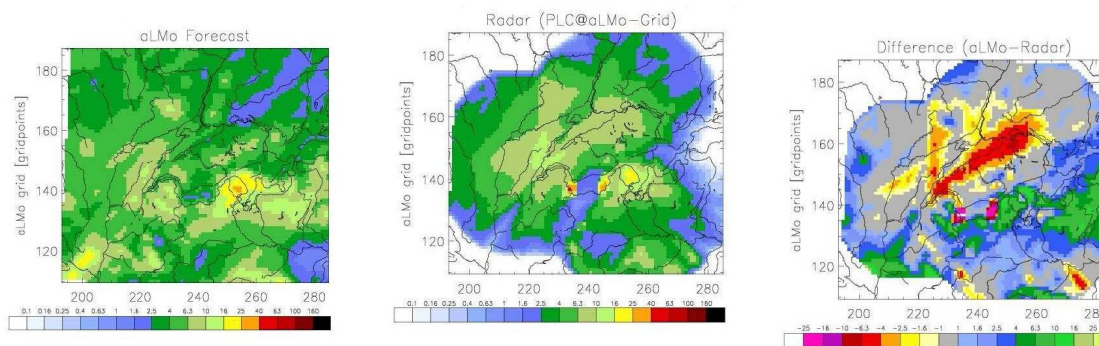 aLMo Forecast
aLMo grid [gridpoints]
180
160
140
120
200 220 240 260 280
0.1 0.16 0.25 0.4 0.63 1 1.6 2.5 4 6.3 10 16 25 40 63 100 160
Radar (PLC@aLMo-Grid)
aLMo grid [gridpoints]
180
160
140
120
200 220 240 260 280
0.1 0.16 0.25 0.4 0.63 1 1.6 2.5 4 6.3 10 16 25 40 63 100 160
Difference (aLMo-Radar)
aLMo grid [gridpoints]
180
160
140
120
200 220 240 260 280
-25 -16 -10 -6.3 -4 -2.5 -1.6 -1 1 1.6 2.5 4 6.3 10 16 25